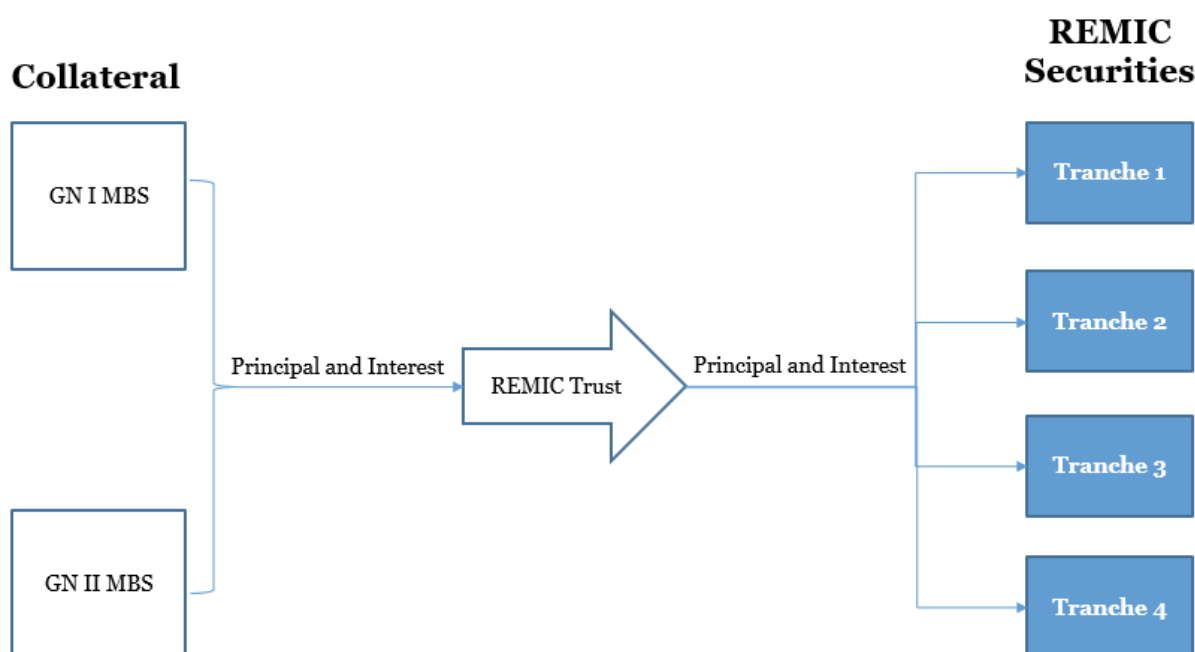 Collateral
REMIC
Securities
GN I MBS
GN II MBS
Principal and Interest
REMIC Trust
Principal and Interest
Tranche 1
Tranche 2
Tranche 3
Tranche 4